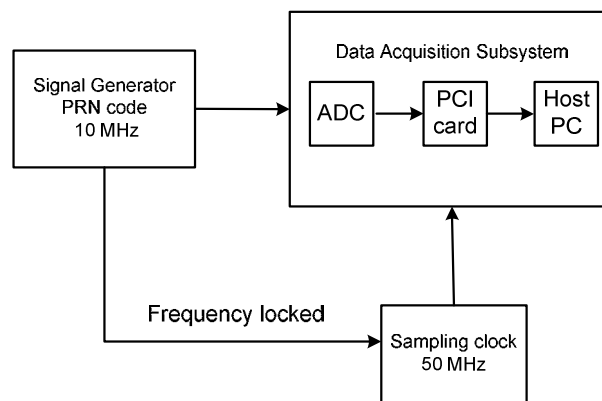 Signal Generator
PRN code
10 MHz
Data Acquisition Subsystem
ADC
PCI
card
Host
PC
Frequency locked
Sampling clock
50 MHz